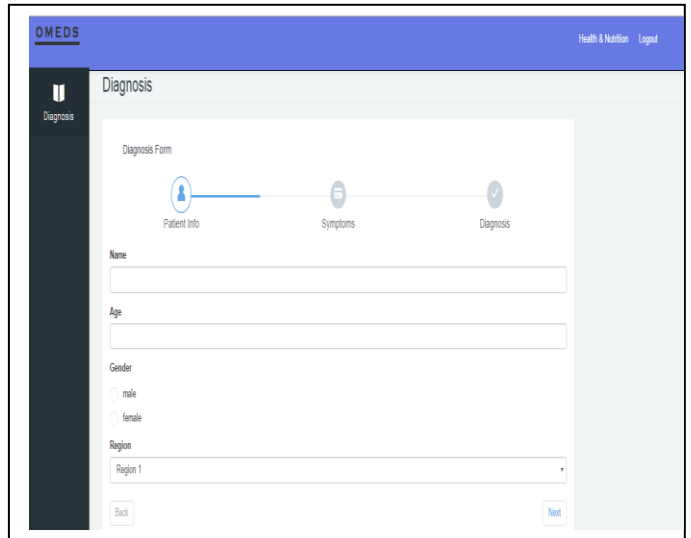 OMEDS
Health & Nutrition Logout
Diagnosis
Diagnosis
Diagnosis Form
Patient Info Symptoms Diagnosis
Name
Age
Gender
male
female
Region
Region 1
Back Next